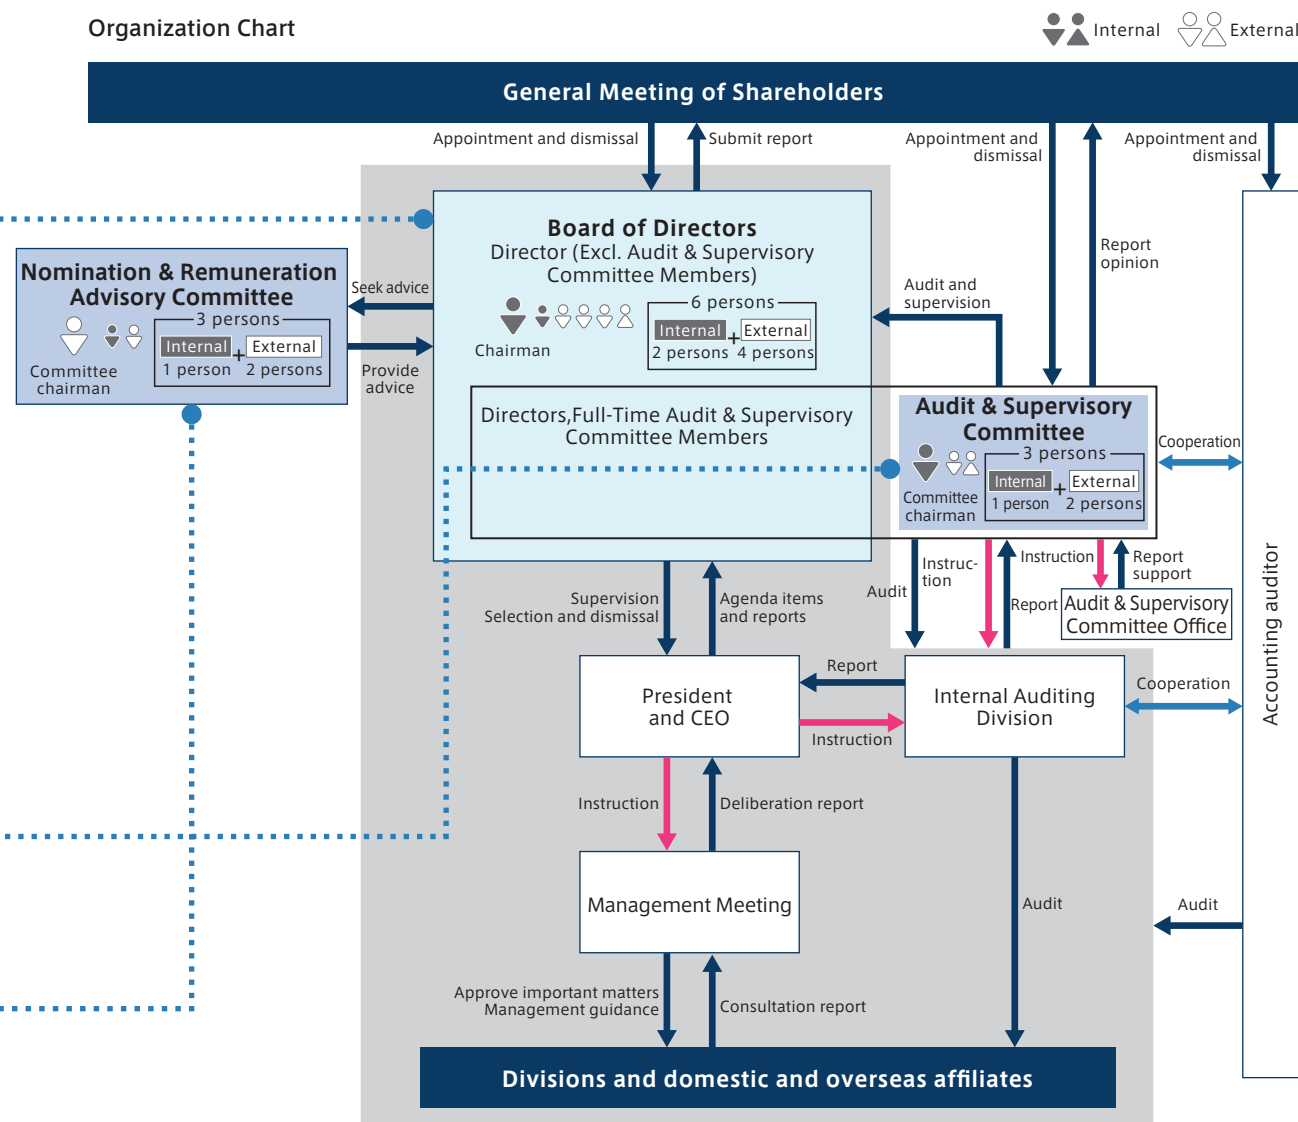 Organization Chart
Internal
External
General Meeting of Shareholders
Appointment and dismissal
Submit report
Appointment and
dismissal
Appointment and
dismissal
Report
opinion
Board of Directors
Director (Excl. Audit & Supervisory
Committee Members)
6 persons
Internal
+
External
2 persons
4 persons
Chairman
Nomination & Remuneration
Advisory Committee
3 persons
Internal
+
External
1 person
2 persons
Committee
chairman
Seek advice
Provide
advice
Audit and
supervision
Directors,Full-Time Audit & Supervisory
Committee Members
Audit & Supervisory
Committee
3 persons
Internal
+
External
1 person
2 persons
Committee
chairman
Cooperation
Accounting auditor
Supervision
Selection and dismissal
Agenda items
and reports
Audit
Instruc-
tion
Report
Instruction
Report
support
Audit & Supervisory
Committee Office
President
and CEO
Report
Instruction
Internal Auditing
Division
Cooperation
Instruction
Deliberation report
Management Meeting
Audit
Audit
Approve important matters
Management guidance
Consultation report
Divisions and domestic and overseas affiliates